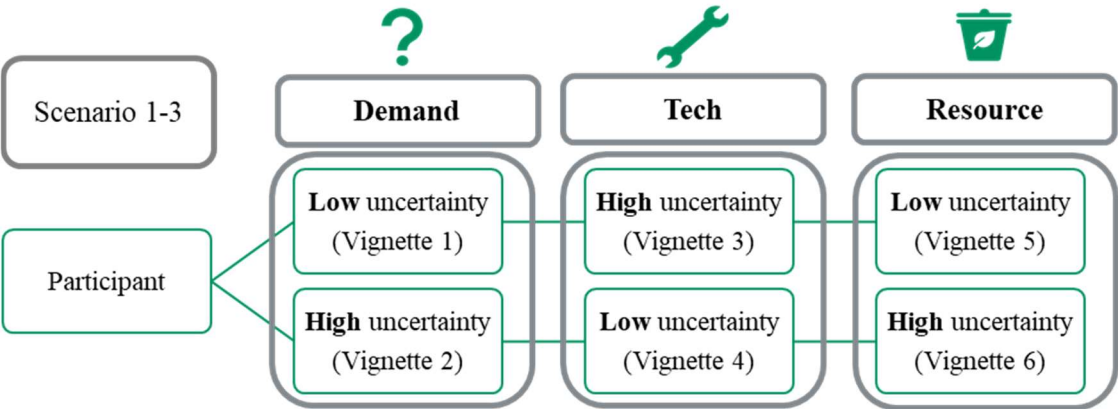 Scenario 1-3
Demand
Tech
Resource
Participant
Low uncertainty
(Vignette 1)
High uncertainty
(Vignette 3)
Low uncertainty
(Vignette 5)
High uncertainty
(Vignette 2)
Low uncertainty
(Vignette 4)
High uncertainty
(Vignette 6)